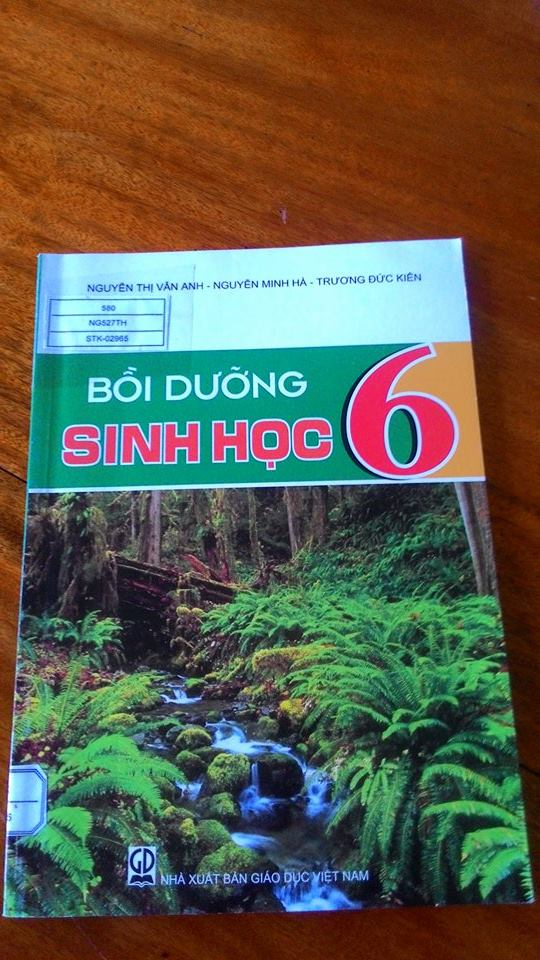 NGUYỄN THỊ VÂN ANH - NGUYỄN MINH HÀ - TRƯƠNG ĐỨC KIÊN
580
NG527TH
STK-02965
BỒI DƯỠNG
SINH HỌC 6
5
GD
NHÀ XUẤT BẢN GIÁO DỤC VIỆT NAM